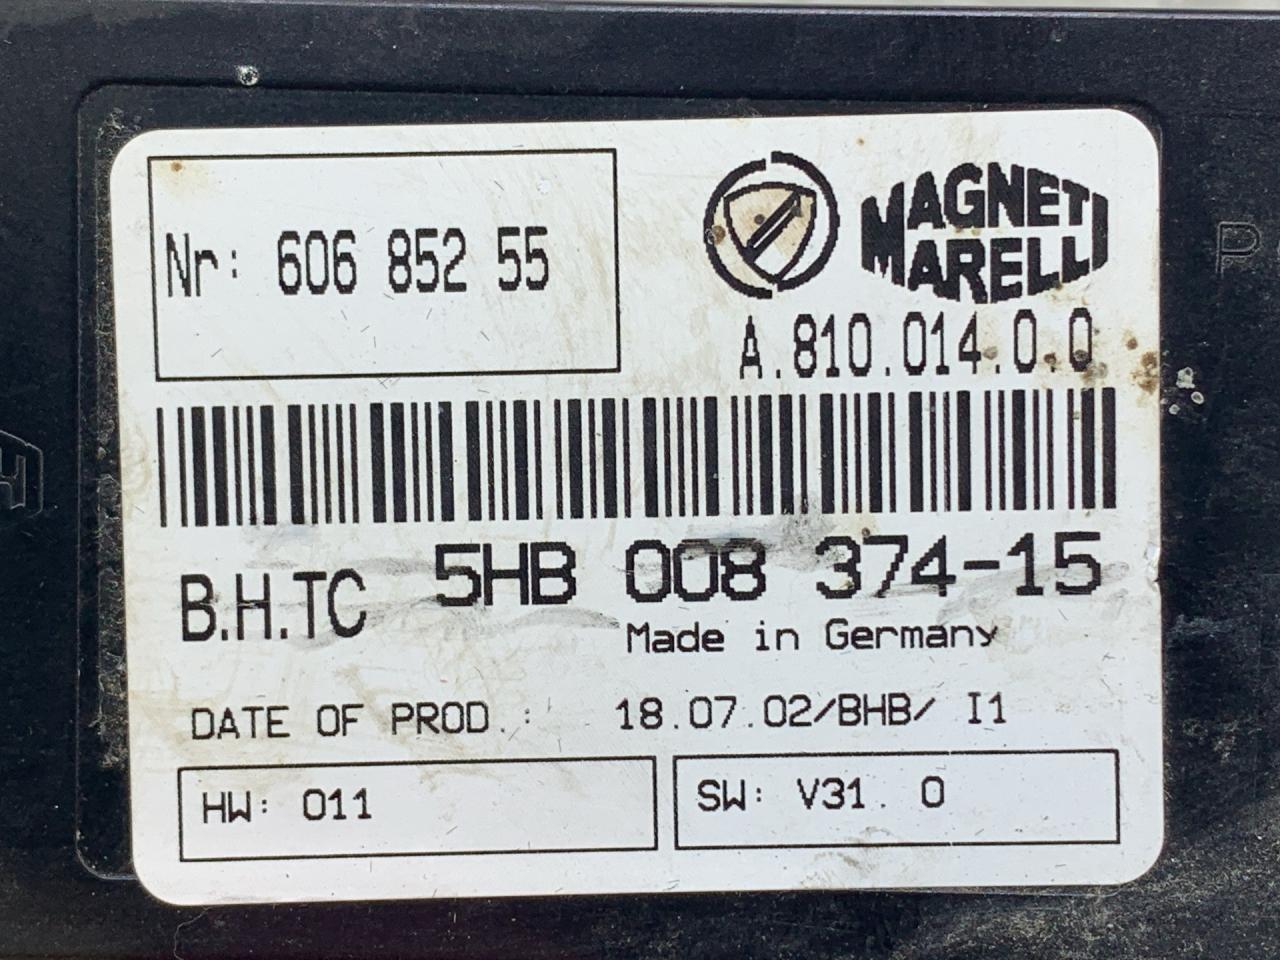 Nr: 606 852 55
MAGNETI
MARELLI
A.810.014.0.0
B.H.TC 5HB 008 374-15
Made in Germany
DATE OF PROD.: 18.07.02/BHB/ I1
HW: 011
SW: V31. 0
P